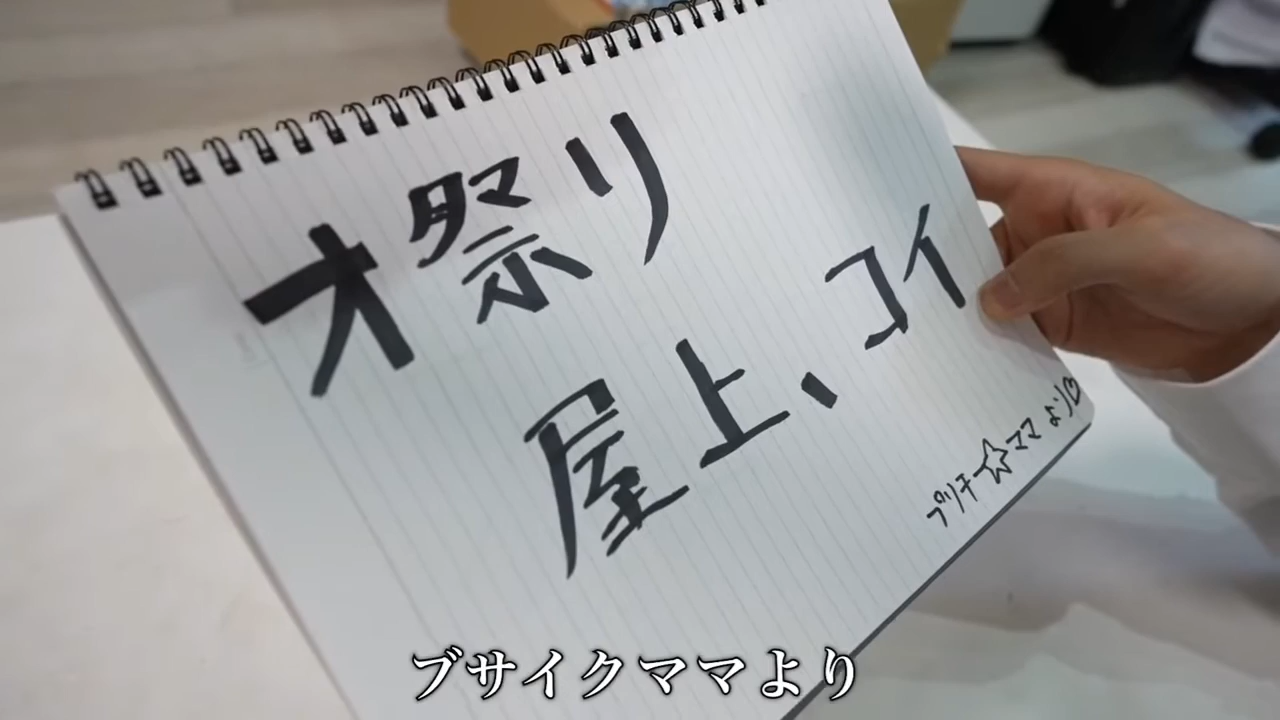 オ祭り
屋上、コイ
プリチー☆ママより♡
ブサイクママより